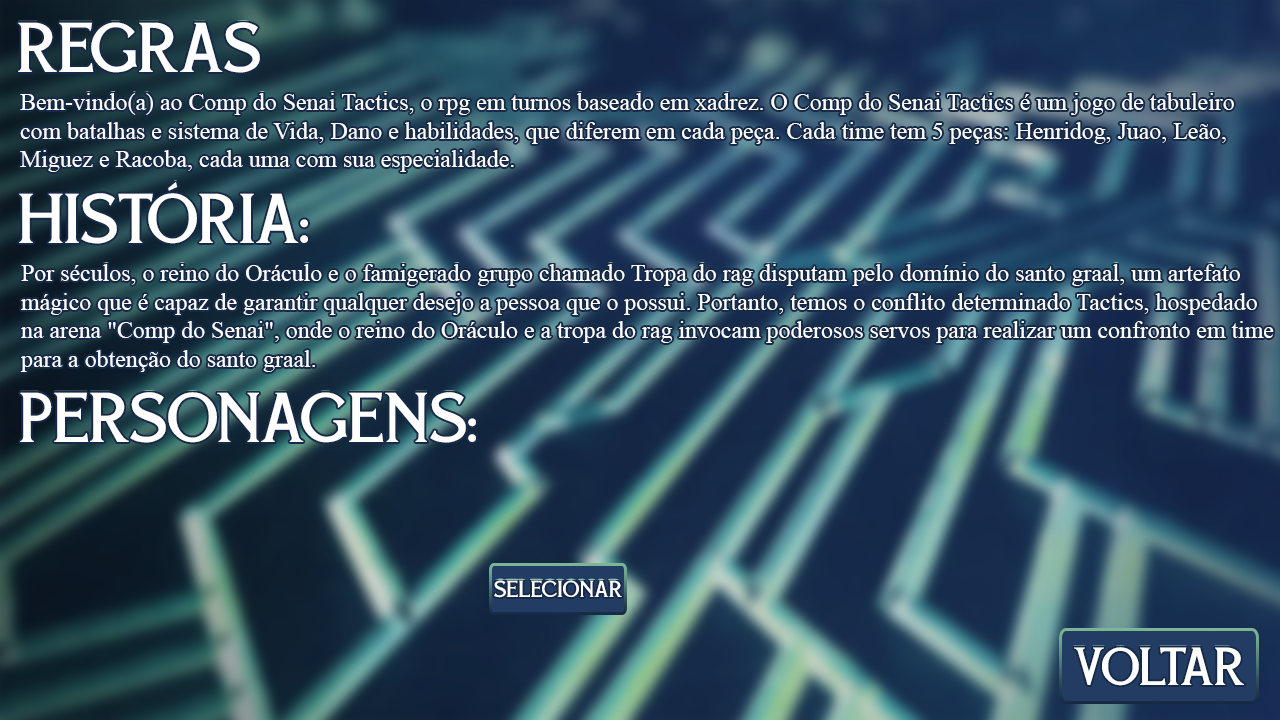 REGRAS
Bem-vindo(a) ao Comp do Senai Tactics, o rpg em turnos baseado em xadrez. O Comp do Senai Tactics é um jogo de tabuleiro
com batalhas e sistema de Vida, Dano e habilidades, que diferem em cada peça. Cada time tem 5 peças: Henridog, Juao, Leão,
Miguez e Racoba, cada uma com sua especialidade.
HISTÓRIA:
Por séculos, o reino do Oráculo e o famigerado grupo chamado Tropa do rag disputam pelo domínio do santo graal, um artefato
mágico que é capaz de garantir qualquer desejo a pessoa que o possui. Portanto, temos o conflito determinado Tactics, hospedado
na arena "Comp do Senai", onde o reino do Oráculo e a tropa do rag invocam poderosos servos para realizar um confronto em time
para a obtenção do santo graal.
PERSONAGENS:
SELECIONAR
VOLTAR